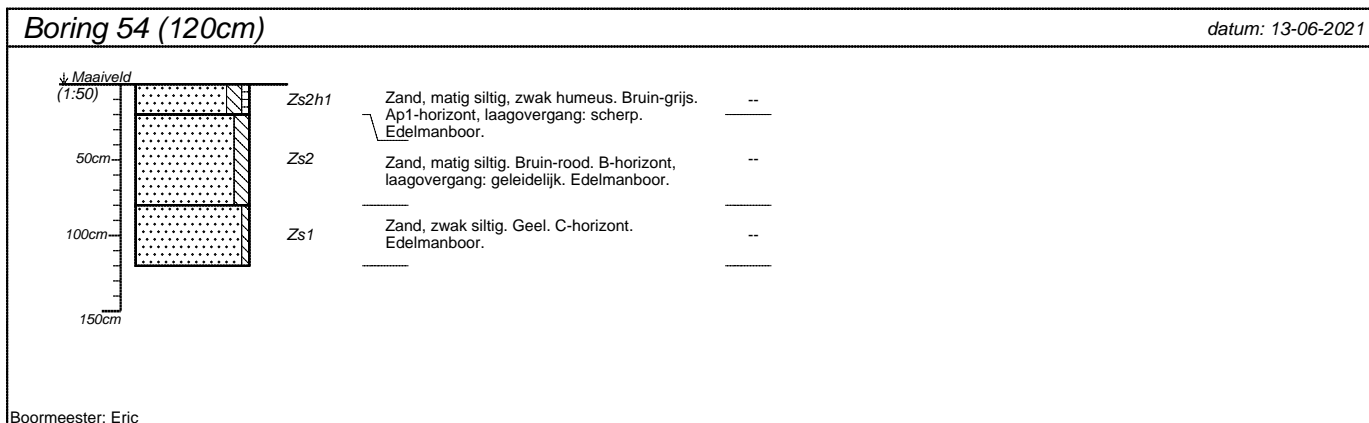 Boring 54 (120cm)
datum: 13-06-2021
Maaiveld
(1:50)
Zs2h1
Zand, matig siltig, zwak humeus. Bruin-grijs.
Ap1-horizont, laagovergang: scherp.
Edelmanboor.
--
50cm
Zs2
Zand, matig siltig. Bruin-rood. B-horizont,
laagovergang: geleidelijk. Edelmanboor.
--
100cm
Zs1
Zand, zwak siltig. Geel. C-horizont.
Edelmanboor.
--
150cm
Boormeester: Eric